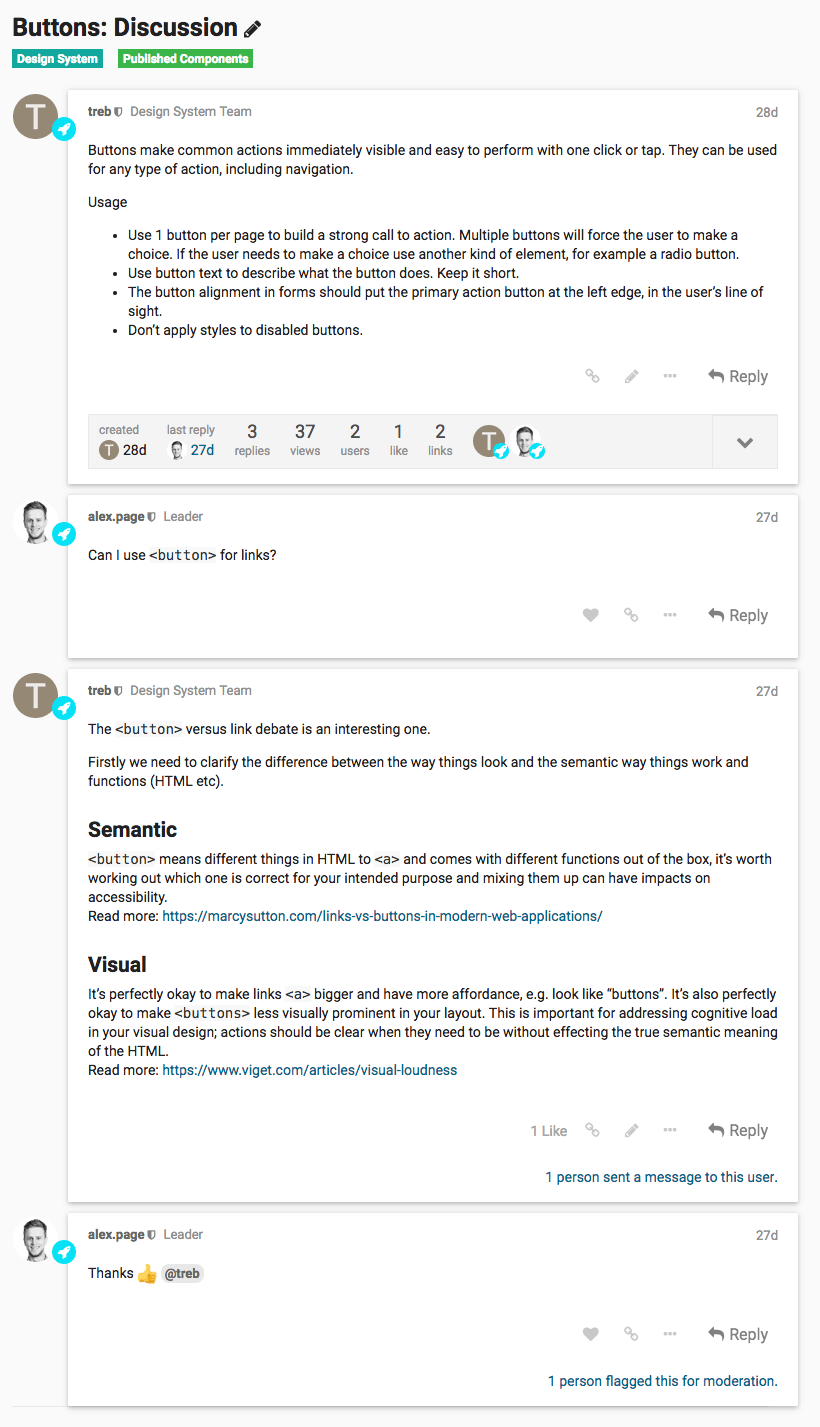 Buttons: Discussion
Design System Published Components
T
treb Design System Team 28d
Buttons make common actions immediately visible and easy to perform with one click or tap. They can be used
for any type of action, including navigation.
Usage
• Use 1 button per page to build a strong call to action. Multiple buttons will force the user to make a
choice. If the user needs to make a choice use another kind of element, for example a radio button.
• Use button text to describe what the button does. Keep it short.
• The button alignment in forms should put the primary action button at the left edge, in the user’s line of
sight.
• Don’t apply styles to disabled buttons.
Reply
created last reply 3 37 2 1 2
T 28d 27d replies views users like links T
alex.page Leader 27d
Can I use <button> for links?
Reply
T
treb Design System Team 27d
The <button> versus link debate is an interesting one.
Firstly we need to clarify the difference between the way things look and the semantic way things work and
functions (HTML etc).
Semantic
<button> means different things in HTML to <a> and comes with different functions out of the box, it’s worth
working out which one is correct for your intended purpose and mixing them up can have impacts on
accessibility.
Read more: https://marcysutton.com/links-vs-buttons-in-modern-web-applications/
Visual
It’s perfectly okay to make links <a> bigger and have more affordance, e.g. look like “buttons”. It’s also perfectly
okay to make <buttons> less visually prominent in your layout. This is important for addressing cognitive load
in your visual design; actions should be clear when they need to be without effecting the true semantic meaning
of the HTML.
Read more: https://www.viget.com/articles/visual-loudness
1 Like Reply
1 person sent a message to this user.
alex.page Leader 27d
Thanks 👍 @treb
Reply
1 person flagged this for moderation.